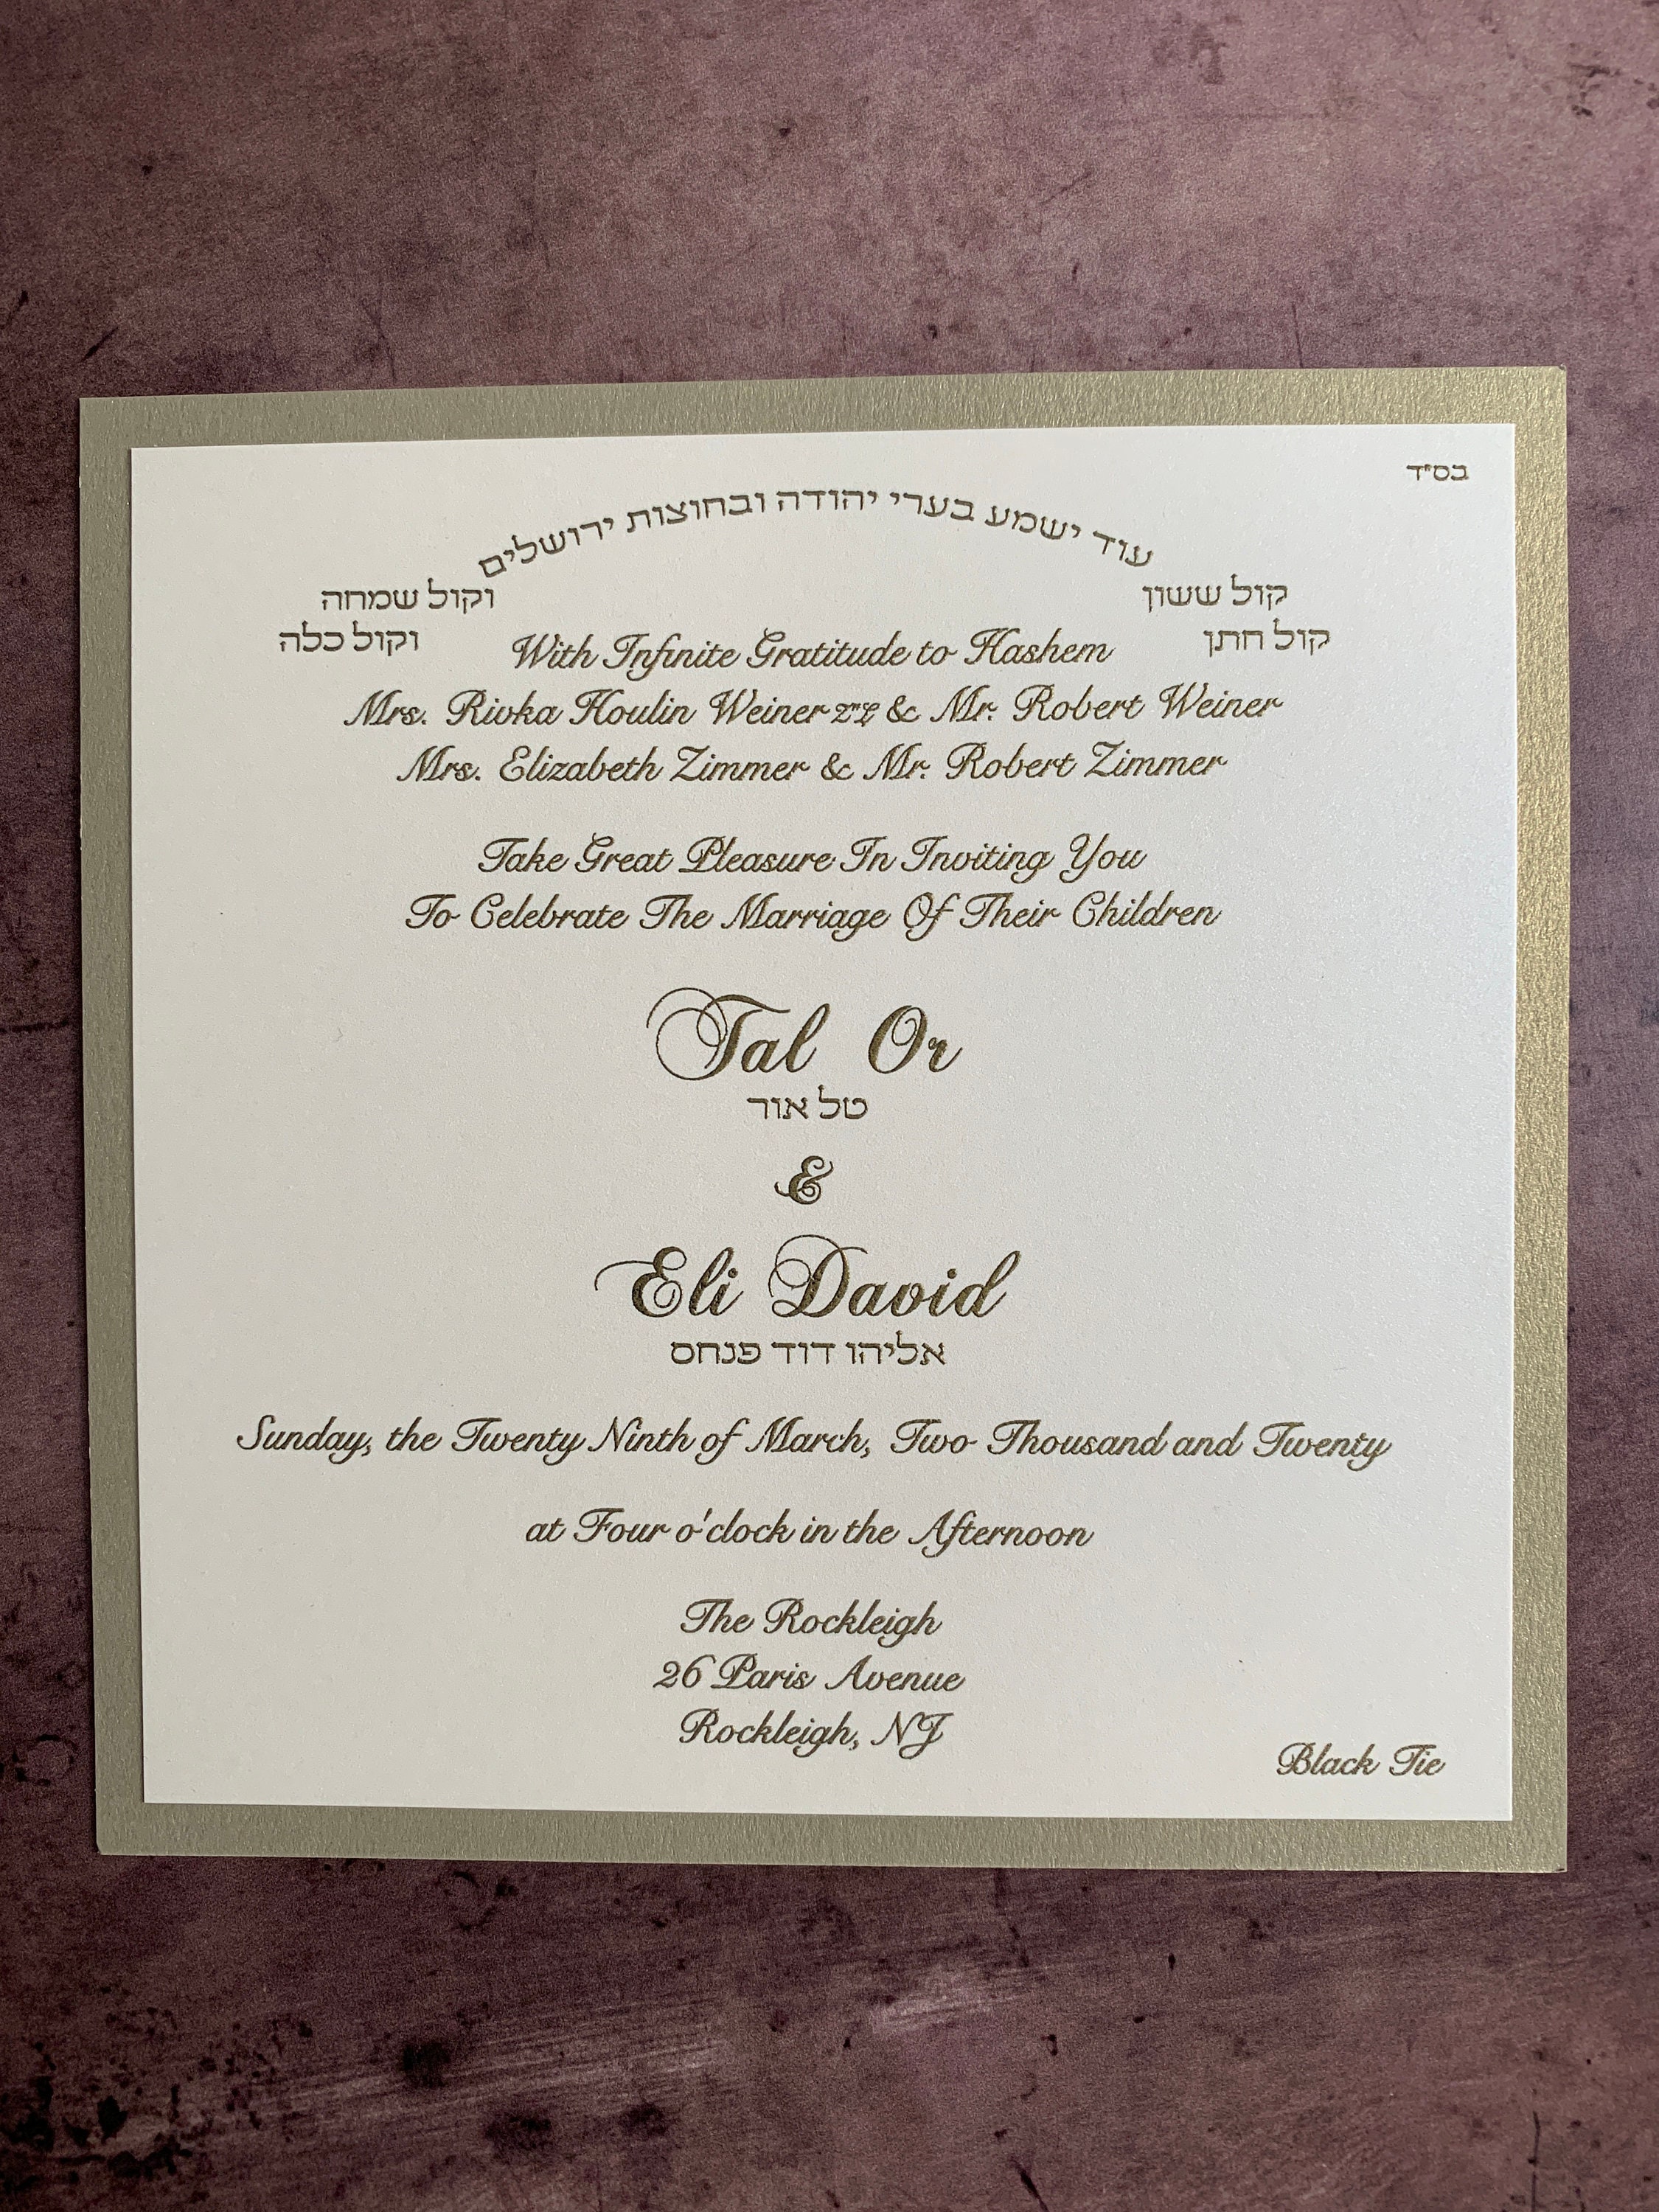 בס״ד
עוד ישמע בערי יהודה ובחוצות ירושלים
קול ששון וקול שמחה
קול חתן וקול כלה
With Infinite Gratitude to Hashem
Mrs. Rivka Houlin Weiner z"l & Mr. Robert Weiner
Mrs. Elizabeth Zimmer & Mr. Robert Zimmer
Take Great Pleasure In Inviting You
To Celebrate The Marriage Of Their Children
Tal Or
טל אור
&
Eli David
אליהו דוד פנחס
Sunday, the Twenty Ninth of March, Two Thousand and Twenty
at Four o'clock in the Afternoon
The Rockleigh
26 Paris Avenue
Rockleigh, NJ
Black Tie